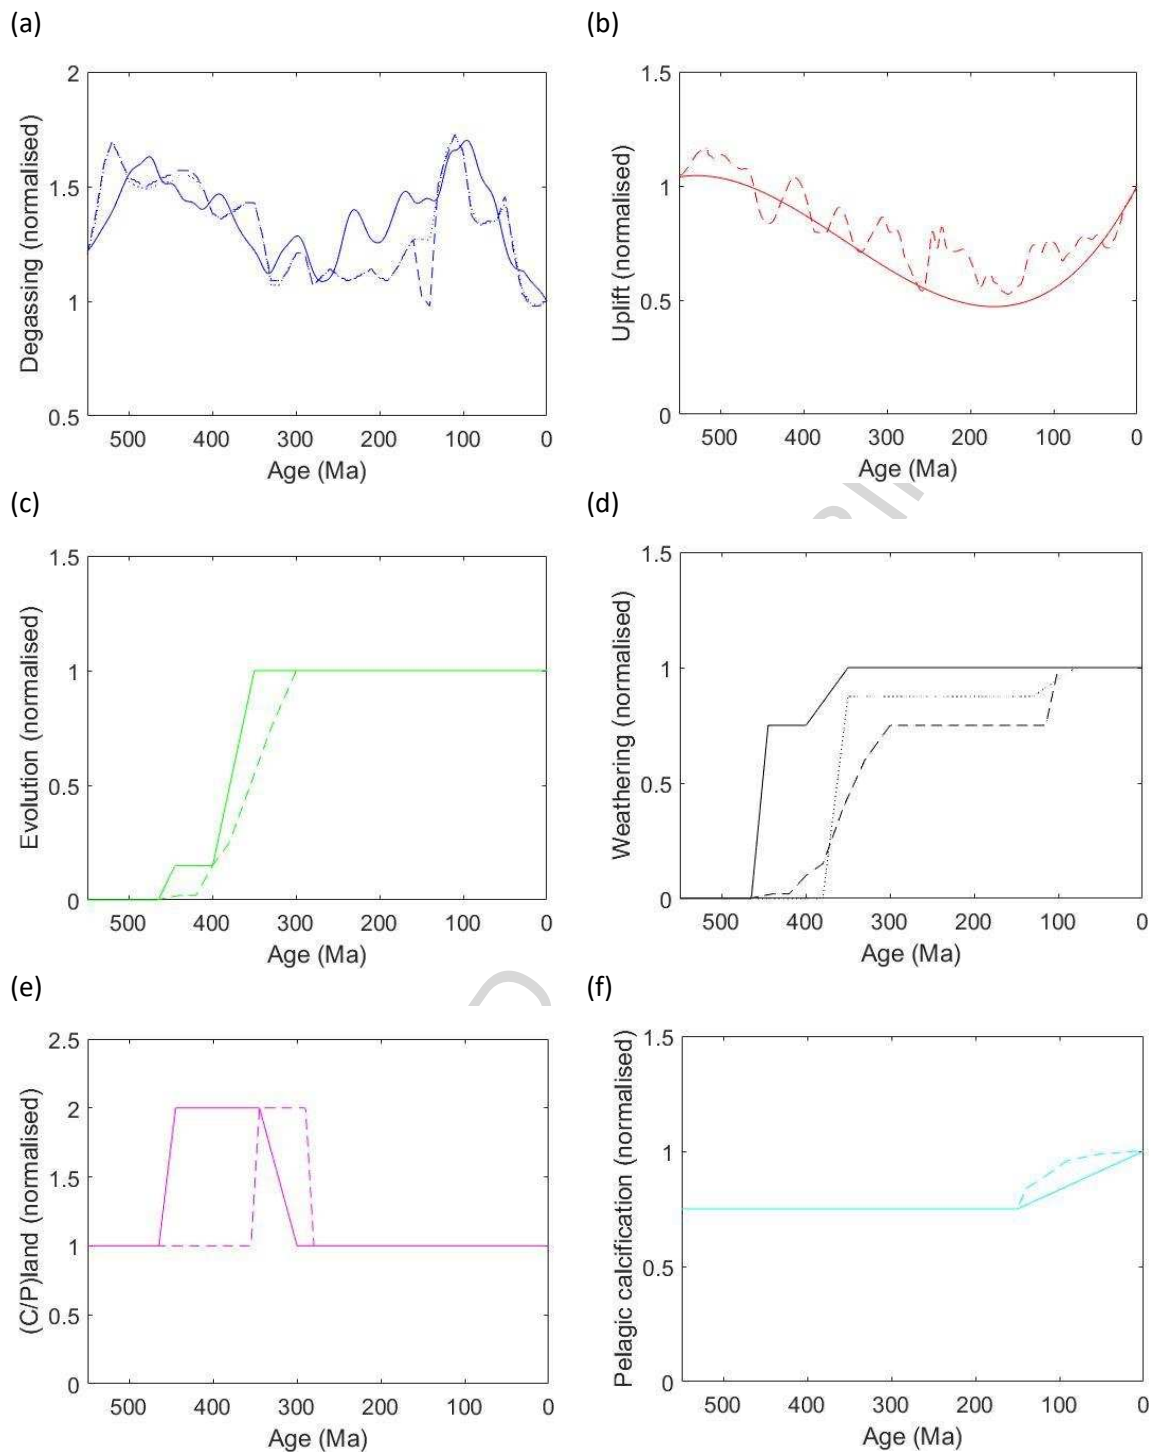 (a)
(b)
2
1.5
1
0.5
Degassing (normalised)
500 400 300 200 100 0
Age (Ma)
1.5
1
0.5
0
Uplift (normalised)
500 400 300 200 100 0
Age (Ma)
(c)
(d)
1.5
1
0.5
0
Evolution (normalised)
500 400 300 200 100 0
Age (Ma)
1.5
1
0.5
0
Weathering (normalised)
500 400 300 200 100 0
Age (Ma)
(e)
(f)
2.5
2
1.5
1
0.5
0
(C/P)land (normalised)
500 400 300 200 100 0
Age (Ma)
1.5
1
0.5
0
Pelagic calcification (normalised)
500 400 300 200 100 0
Age (Ma)